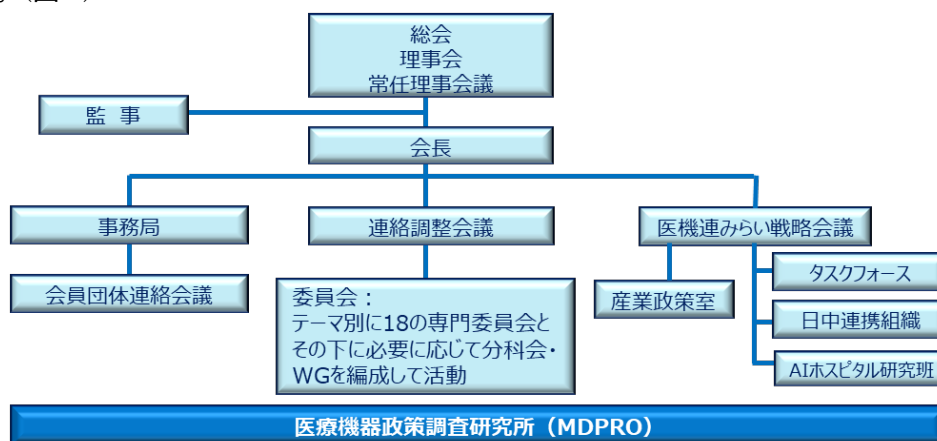 総会
理事会
常任理事会議
監 事
会長
事務局
連絡調整会議
医機連みらい戦略会議
会員団体連絡会議
委員会：
テーマ別に18の専門委員会と
その下に必要に応じて分科会・
WGを編成して活動
産業政策室
タスクフォース
日中連携組織
AIホスピタル研究班
医療機器政策調査研究所（MDPRO）